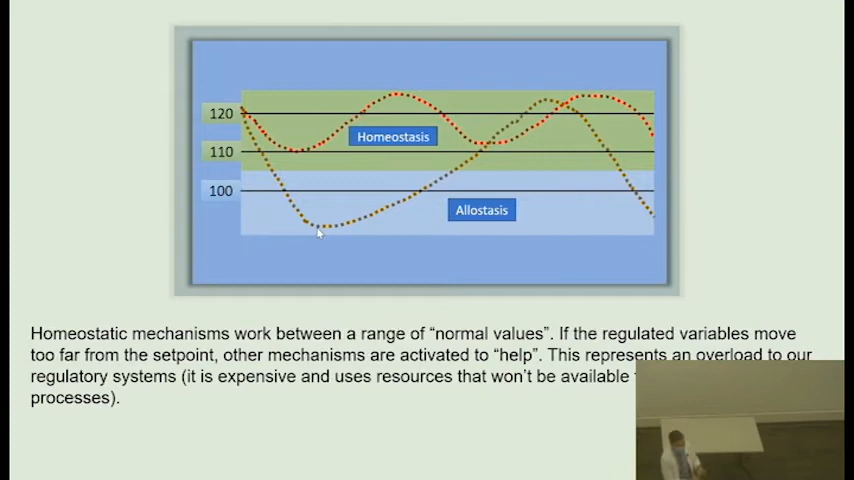 120
110
100
Homeostasis
Allostasis
Homeostatic mechanisms work between a range of “normal values”. If the regulated variables move
too far from the setpoint, other mechanisms are activated to “help”. This represents an overload to our
regulatory systems (it is expensive and uses resources that won’t be available
processes).